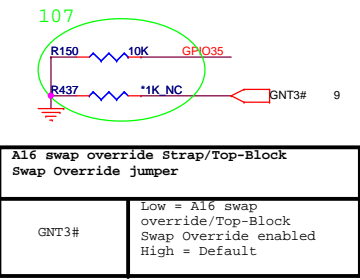 107
R150 10K GPIO35
R437 *1K_NC GNT3# 9
A16 swap override Strap/Top-Block
Swap Override jumper
GNT3#
Low = A16 swap
override/Top-Block
Swap Override enabled
High = Default